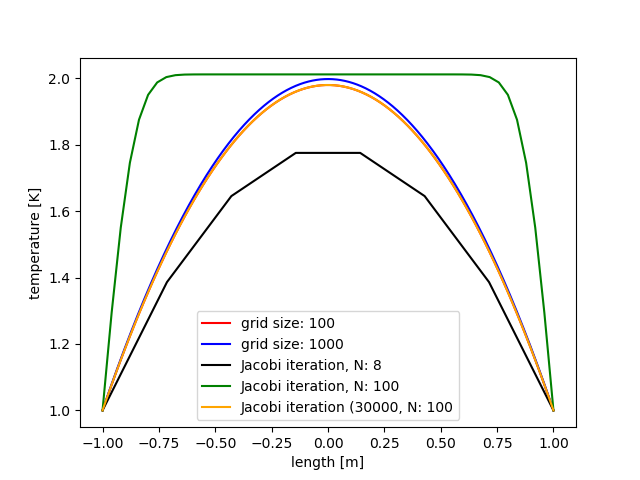 2.0
1.8
1.6
1.4
1.2
1.0
temperature [K]
grid size: 100
grid size: 1000
Jacobi iteration, N: 8
Jacobi iteration, N: 100
Jacobi iteration (30000, N: 100
−1.00 −0.75 −0.50 −0.25 0.00 0.25 0.50 0.75 1.00
length [m]